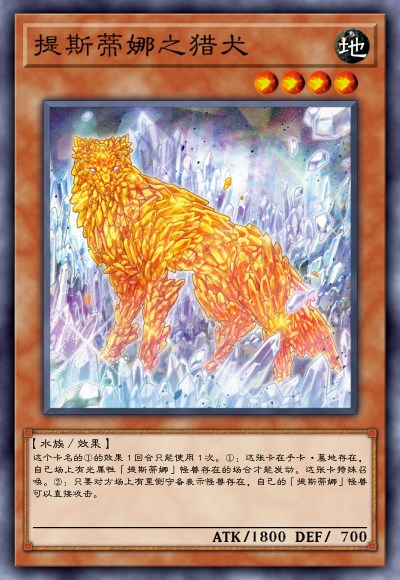 提斯蒂娜之猎犬
地
【水族／效果】
这个卡名的①的效果1回合只能使用1次。①：这张卡在手卡·墓地存在，
自己场上有光属性「提斯蒂娜」怪兽存在的场合才能发动。这张卡特殊召
唤。②：只要对方场上有里侧守备表示怪兽存在，自己的「提斯蒂娜」怪兽
可以直接攻击。
ATK/1800 DEF/ 700